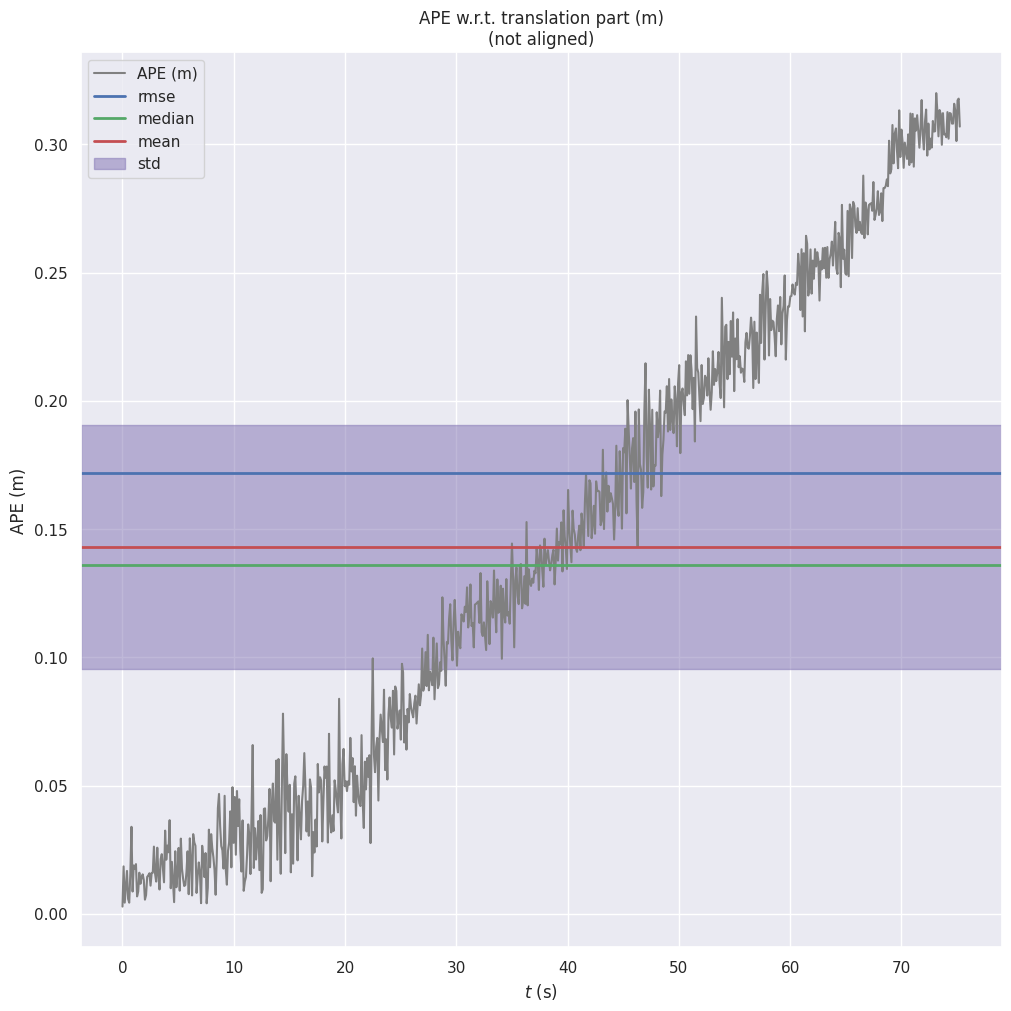 APE w.r.t. translation part (m)
(not aligned)
APE (m)
rmse
median
mean
std
0.30
0.25
0.20
0.15
0.10
0.05
0.00
APE (m)
0 10 20 30 40 50 60 70
t (s)